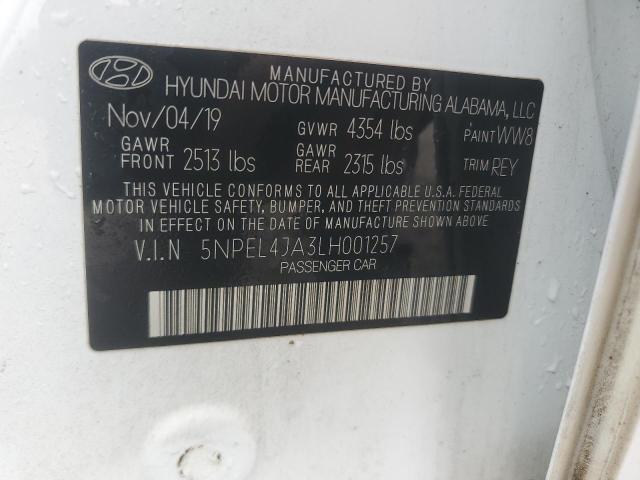 MANUFACTURED BY
HYUNDAI MOTOR MANUFACTURING ALABAMA, LLC
Nov/04/19 GVWR 4354 lbs PAINT WW8
GAWR FRONT 2513 lbs GAWR REAR 2315 lbs TRIM REY
THIS VEHICLE CONFORMS TO ALL APPLICABLE U.S.A. FEDERAL
MOTOR VEHICLE SAFETY, BUMPER, AND THEFT PREVENTION STANDARDS
IN EFFECT ON THE DATE OF MANUFACTURE SHOWN ABOVE.
V.I.N 5NPEL4JA3LH001257
PASSENGER CAR